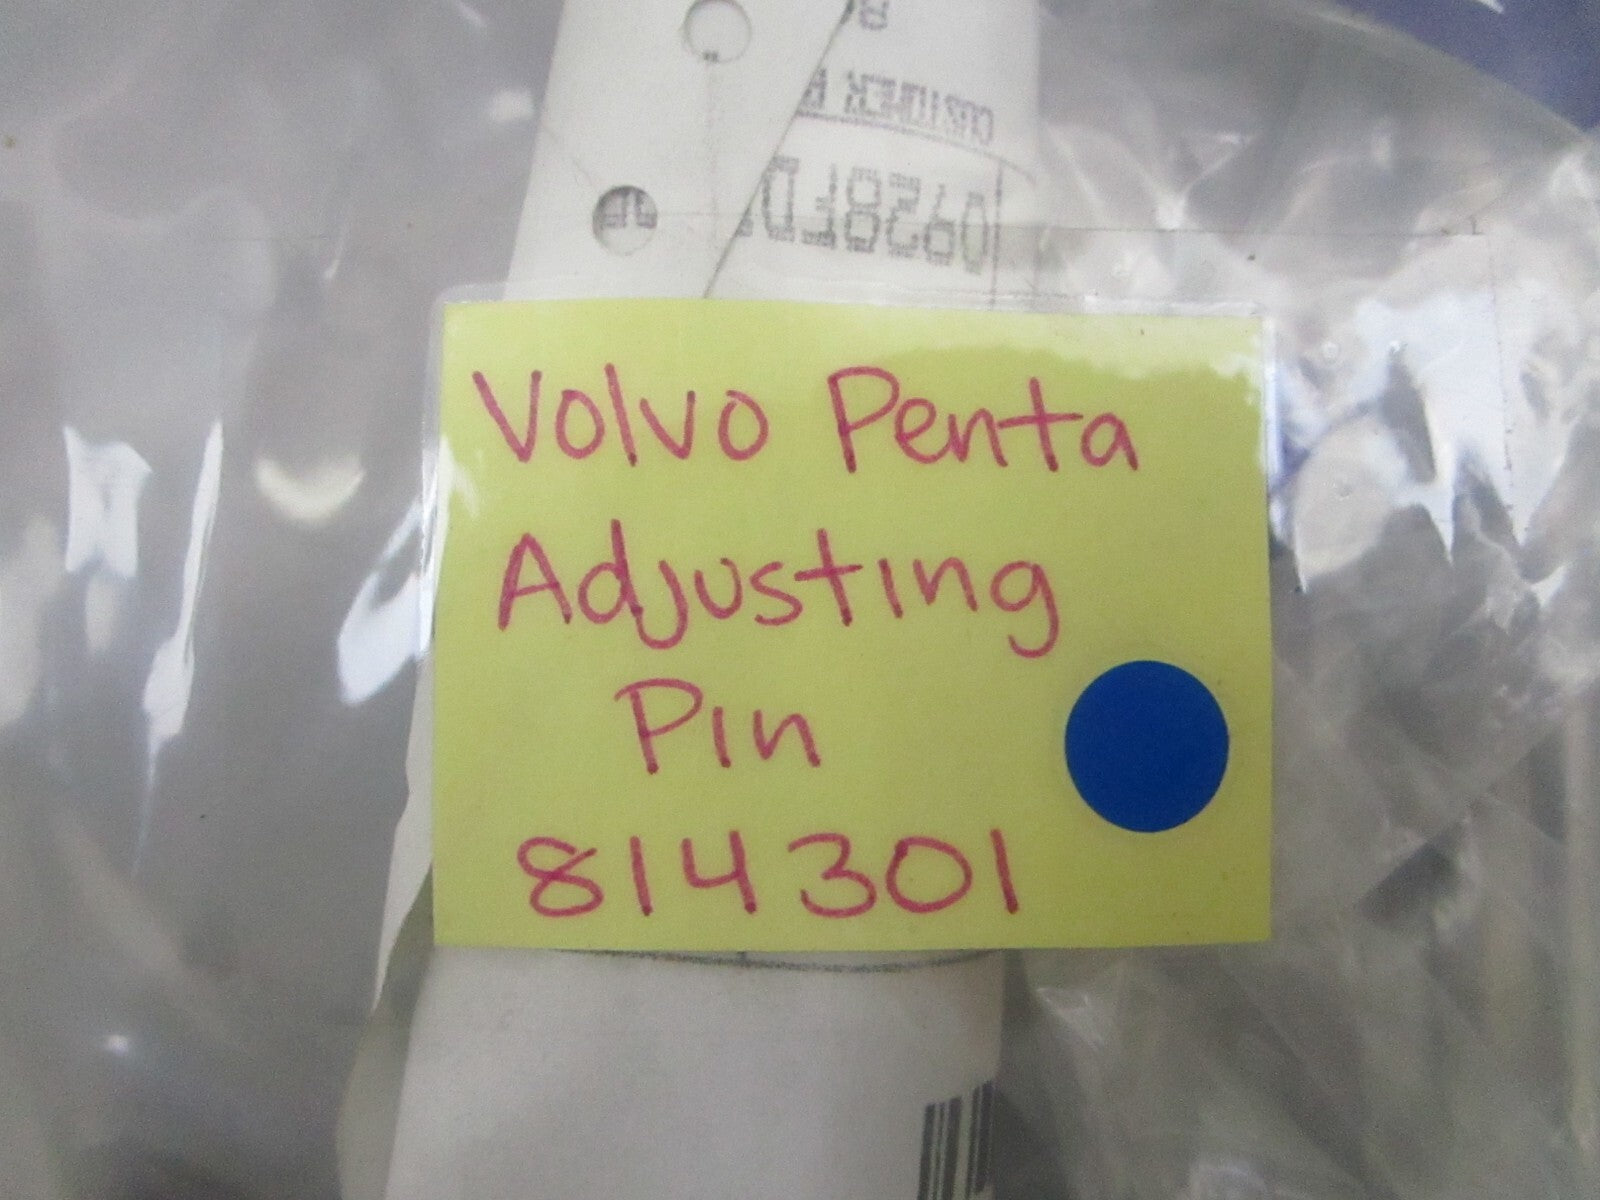 Volvo Penta
Adjusting
Pin
814301